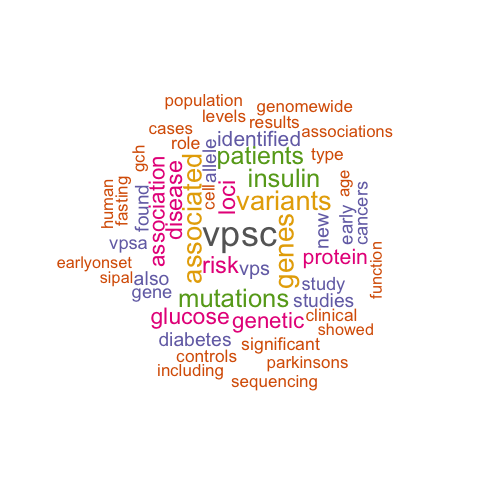 population
genomewide
levels
results
cases
associations
role
identified
gch
allele
patients
type
disease
association
associated
cell
loci
insulin
age
human
fasting
found
variants
new
early
cancers
vpsc
genes
vpsa
earlyonset
sipal
also
risk
vps
protein
function
gene
mutations
study
studies
glucose
genetic
clinical
showed
diabetes
significant
controls
parkinsons
including
sequencing